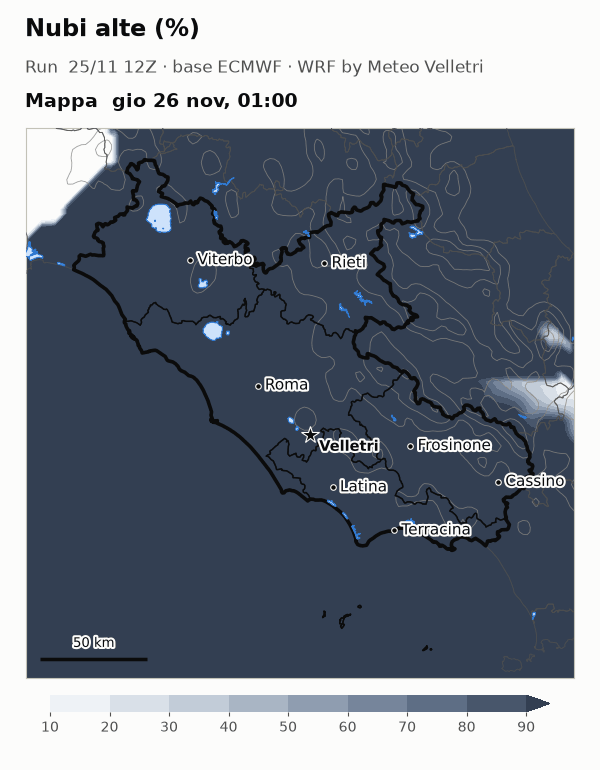 Nubi alte (%)
Run  25/11 12Z · base ECMWF · WRF by Meteo Velletri
Mappa  gio 26 nov, 01:00
Viterbo
Rieti
Roma
Velletri
Frosinone
Latina
Cassino
Terracina
50 km
10 20 30 40 50 60 70 80 90